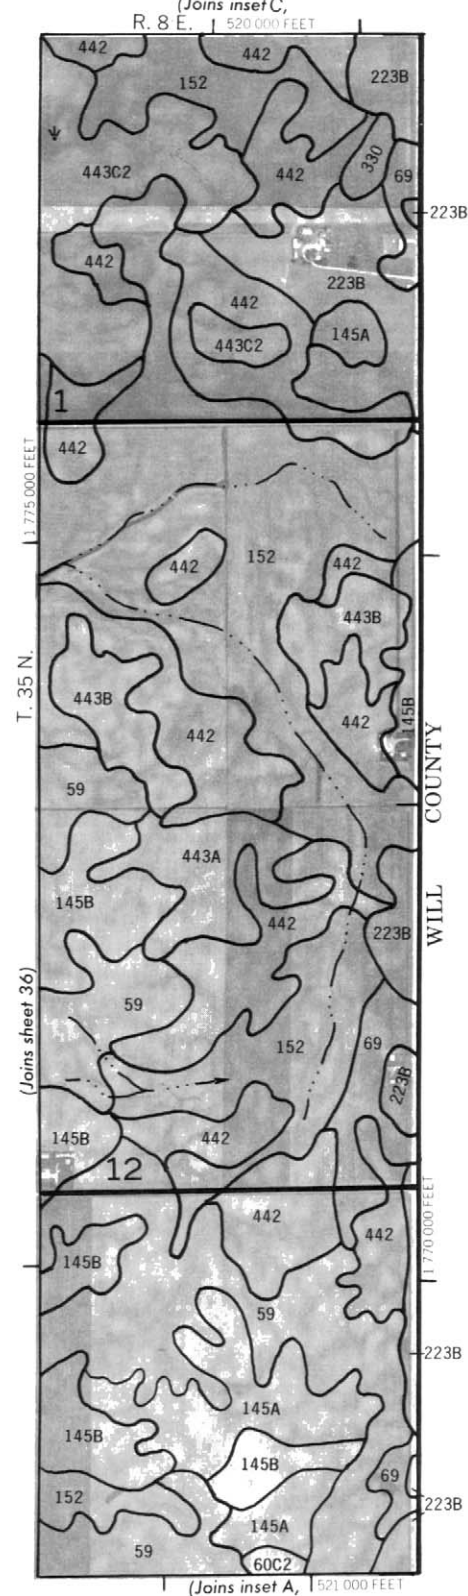 (Joins inset C,
R. 8 E. 520 000 FEET
442
442
152
223B
330
443C2
442
69
223B
442
223B
442
145A
443C2
1
442
1 775 000 FEET
152
442
442
443B
T. 35 N.
443B
442
442
145B
WILL COUNTY
59
443A
145B
442
223B
59
(Joins sheet 36)
152
69
223B
145B
442
12
442
442
1 770 000 FEET
145B
59
223B
145A
145B
145B
69
152
223B
145A
59
60C2
(Joins inset A, 521 000 FEET